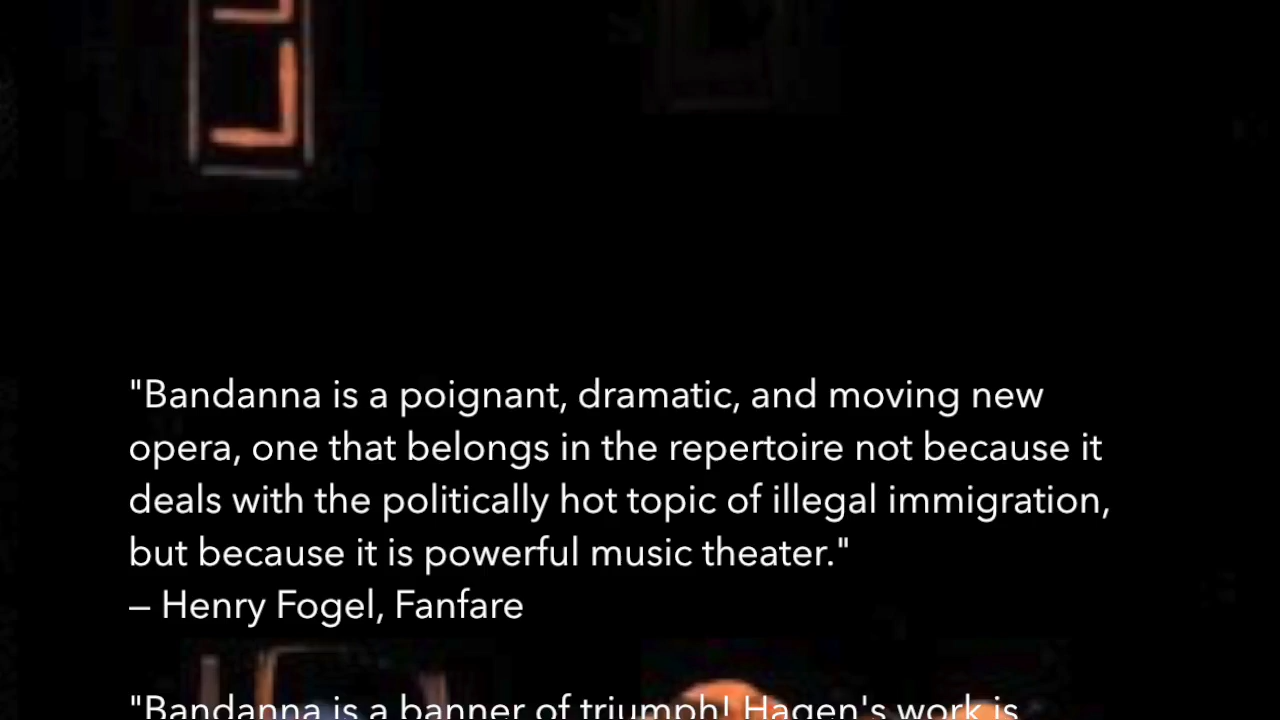 "Bandanna is a poignant, dramatic, and moving new
opera, one that belongs in the repertoire not because it
deals with the politically hot topic of illegal immigration,
but because it is powerful music theater."
– Henry Fogel, Fanfare
"Bandanna is a banner of triumph! Hagen's work is